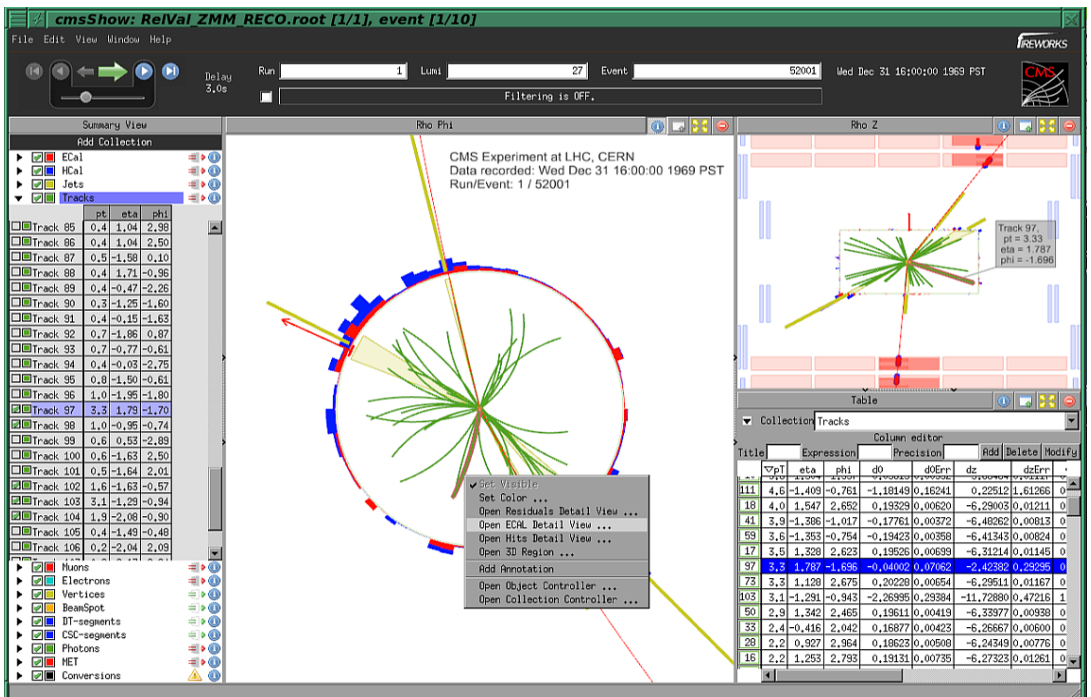 cmsShow: RelVal_ZMM_RECO.root [1/1], event [1/10]
File Edit View Window Help
FIREWORKS
Delay
3.0s
Run 1 Lumi 27 Event 52001 Wed Dec 31 16:00:00 1969 PST
CMS
Filtering is OFF.
Summary View
Add Collection
ECal
HCal
Jets
Tracks
pt eta phi
Track 85 0.4 1.04 2.98
Track 86 0.4 1.04 2.50
Track 87 0.5 -1.58 0.10
Track 88 0.4 1.71 -0.96
Track 89 0.4 -0.47 -2.26
Track 90 0.3 -1.25 -1.60
Track 91 0.4 -0.15 -1.63
Track 92 0.7 -1.86 0.87
Track 93 0.7 -0.77 -0.61
Track 94 0.4 -0.03 -2.75
Track 95 0.8 -1.50 -0.61
Track 96 1.0 -1.95 -1.80
Track 97 3.3 1.79 -1.70
Track 98 1.0 -0.95 -0.74
Track 99 0.6 0.53 -2.89
Track 100 0.6 -1.63 2.50
Track 101 0.5 -1.64 2.01
Track 102 1.6 -1.63 -0.57
Track 103 3.1 -1.29 -0.94
Track 104 1.9 -2.08 -0.90
Track 105 0.4 -1.49 -0.48
Track 106 0.2 -2.04 2.09
Muons
Electrons
Vertices
BeamSpot
DT-segments
CSC-segments
Photons
MET
Conversions
Rho Phi
CMS Experiment at LHC, CERN
Data recorded: Wed Dec 31 16:00:00 1969 PST
Run/Event: 1 / 52001
Set Visible
Set Color ...
Open Residuals Detail View ...
Open ECAL Detail View ...
Open Hits Detail View ...
Open 3D Region ...
Add Annotation
Open Object Controller ...
Open Collection Controller ...
Rho Z
Track 97,
pt = 3.33
eta = 1.787
phi = -1.696
Table
Collection Tracks
Column editor
Title Expression Precision Add Delete Modify
pT eta phi d0 d0Err dz dzErr
111 4.6 -1.409 -0.761 -1.18149 0.16241 0.22512 1.61266 0
18 4.0 1.547 2.652 0.19329 0.00620 -6.29003 0.01211 0
41 3.9 -1.386 -1.017 -0.17761 0.00372 -6.48262 0.00813 0
59 3.6 -1.353 -0.754 -0.19423 0.00358 -6.41343 0.00824 0
17 3.5 1.328 2.623 0.19526 0.00699 -6.31214 0.01145 0
97 3.3 1.787 -1.696 -0.04002 0.07062 -2.42382 0.29295 0
73 3.3 1.128 2.675 0.20228 0.00654 -6.29511 0.01167 0
103 3.1 -1.291 -0.943 -2.26995 0.29384 -11.72880 0.47216 1
50 2.9 1.342 2.465 0.19611 0.00419 -6.33977 0.00938 0
33 2.4 -0.416 2.042 0.16877 0.00423 -6.26667 0.00600 0
28 2.2 0.927 2.964 0.18623 0.00508 -6.24349 0.00776 0
16 2.2 1.253 2.793 0.19131 0.00735 -6.27323 0.01261 0